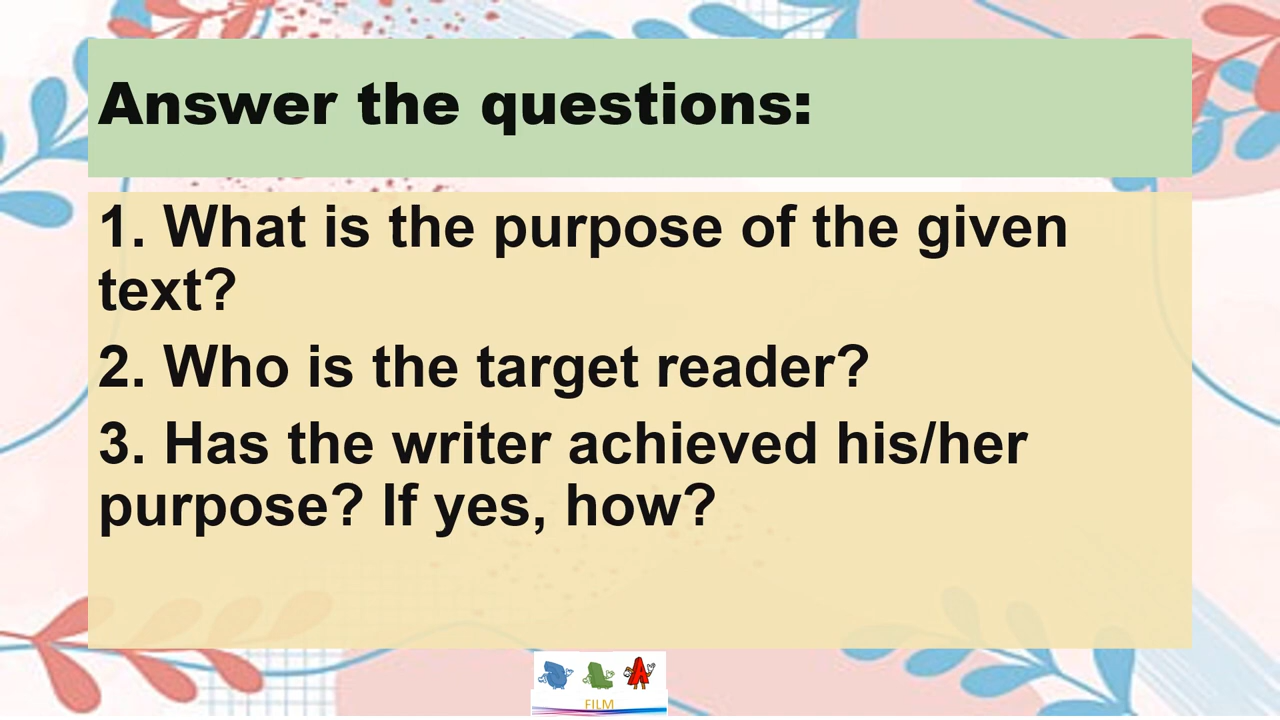 Answer the questions:
1. What is the purpose of the given
text?
2. Who is the target reader?
3. Has the writer achieved his/her
purpose? If yes, how?
A
FILM